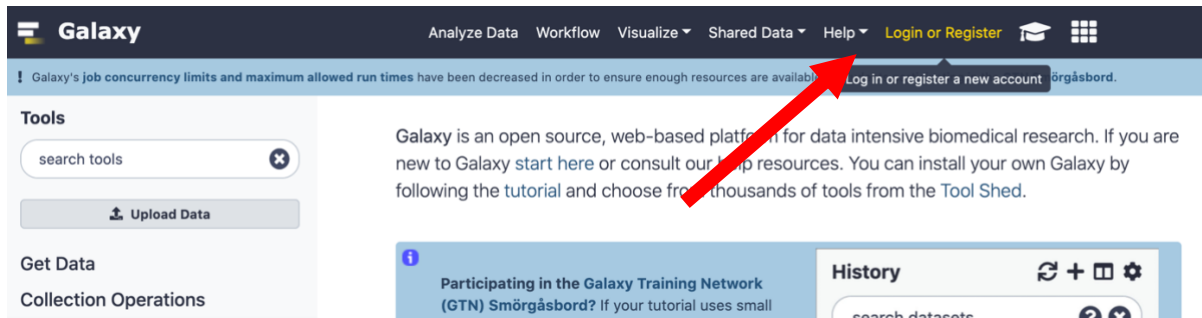 Galaxy
Analyze Data Workflow Visualize Shared Data Help Login or Register
! Galaxy's job concurrency limits and maximum allowed run times have been decreased in order to ensure enough resources are örgåsbord.
Log in or register a new account
Tools
search tools
Upload Data
Get Data
Collection Operations
Galaxy is an open source, web-based platform for data intensive biomedical research. If you are
new to Galaxy start here or consult our help resources. You can install your own Galaxy by
following the tutorial and choose from thousands of tools from the Tool Shed.
Participating in the Galaxy Training Network
(GTN) Smörgåsbord? If your tutorial uses small
History
search datasets